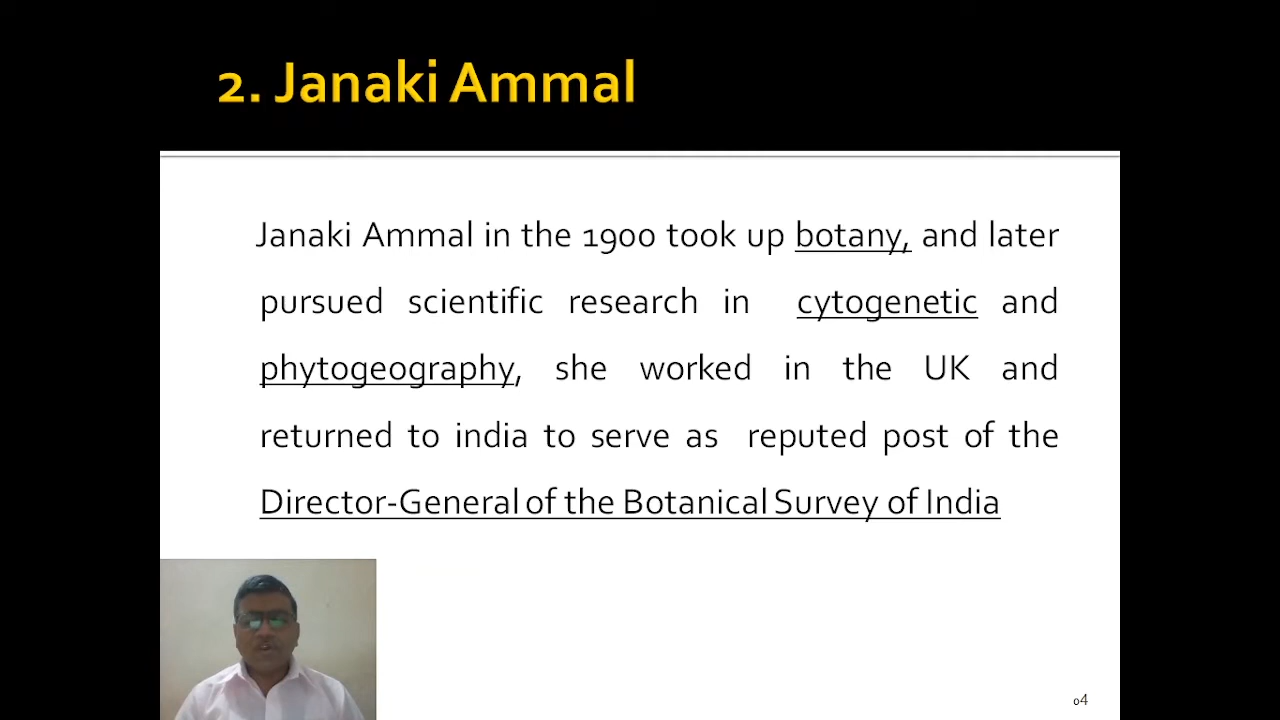 2. Janaki Ammal
Janaki Ammal in the 1900 took up botany, and later
pursued scientific research in cytogenetic and
phytogeography, she worked in the UK and
returned to india to serve as reputed post of the
Director-General of the Botanical Survey of India
04